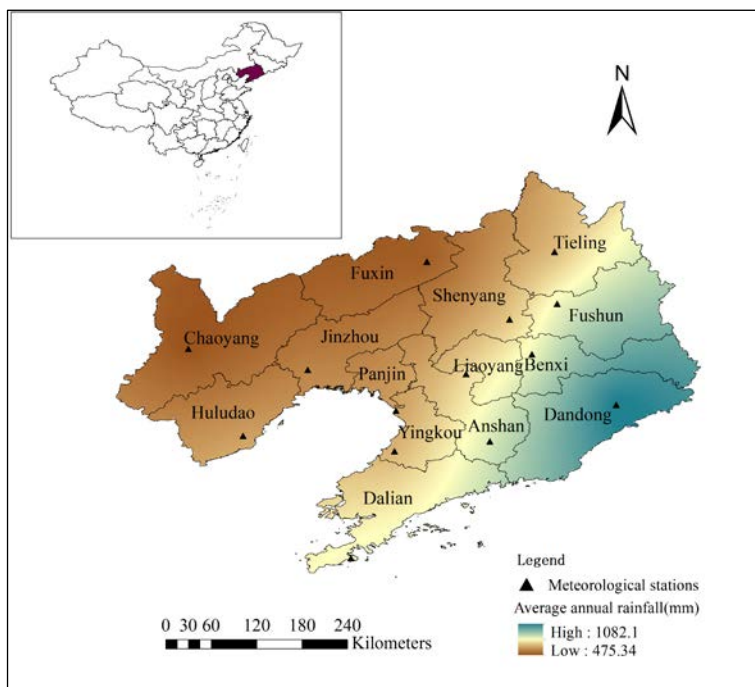 N
Tieling
Fuxin
Shenyang
Fushun
Chaoyang
Jinzhou
Liaoyang
Benxi
Panjin
Huludao
Dandong
Anshan
Yingkou
Dalian
Legend
Meteorological stations
Average annual rainfall(mm)
High : 1082.1
Low : 475.34
0 30 60 120 180 240
Kilometers